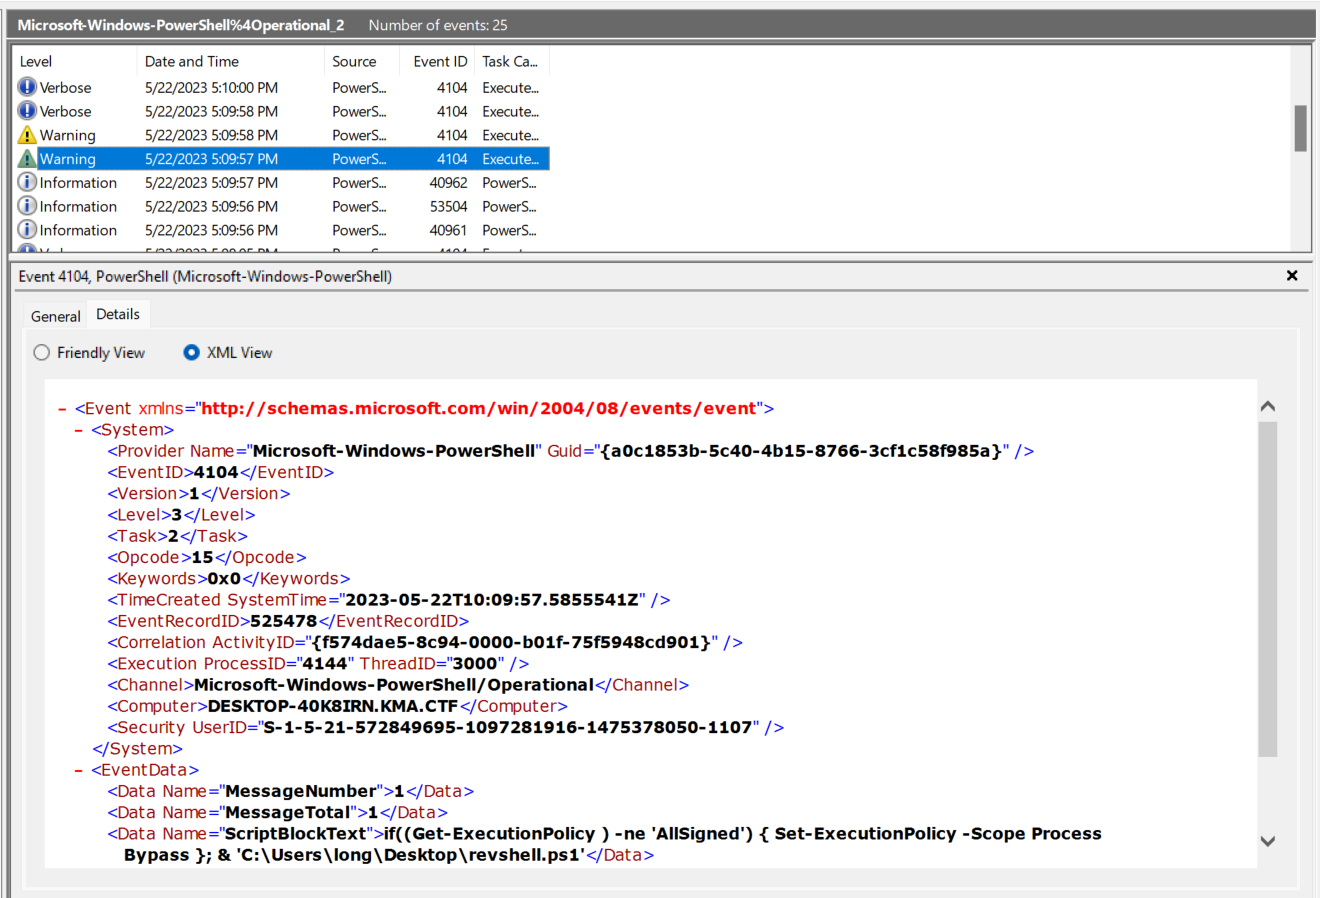 Microsoft-Windows-PowerShell%4Operational_2 Number of events: 25
Level Date and Time Source Event ID Task Ca...
Verbose 5/22/2023 5:10:00 PM PowerS... 4104 Execute...
Verbose 5/22/2023 5:09:58 PM PowerS... 4104 Execute...
Warning 5/22/2023 5:09:58 PM PowerS... 4104 Execute...
Warning 5/22/2023 5:09:57 PM PowerS... 4104 Execute...
Information 5/22/2023 5:09:57 PM PowerS... 40962 PowerS...
Information 5/22/2023 5:09:56 PM PowerS... 53504 PowerS...
Information 5/22/2023 5:09:56 PM PowerS... 40961 PowerS...
Event 4104, PowerShell (Microsoft-Windows-PowerShell)
General Details
Friendly View XML View
- <Event xmlns="http://schemas.microsoft.com/win/2004/08/events/event">
- <System>
<Provider Name="Microsoft-Windows-PowerShell" Guid="{a0c1853b-5c40-4b15-8766-3cf1c58f985a}" />
<EventID>4104</EventID>
<Version>1</Version>
<Level>3</Level>
<Task>2</Task>
<Opcode>15</Opcode>
<Keywords>0x0</Keywords>
<TimeCreated SystemTime="2023-05-22T10:09:57.5855541Z" />
<EventRecordID>525478</EventRecordID>
<Correlation ActivityID="{f574dae5-8c94-0000-b01f-75f5948cd901}" />
<Execution ProcessID="4144" ThreadID="3000" />
<Channel>Microsoft-Windows-PowerShell/Operational</Channel>
<Computer>DESKTOP-40K8IRN.KMA.CTF</Computer>
<Security UserID="S-1-5-21-572849695-1097281916-1475378050-1107" />
</System>
- <EventData>
<Data Name="MessageNumber">1</Data>
<Data Name="MessageTotal">1</Data>
<Data Name="ScriptBlockText">if((Get-ExecutionPolicy ) -ne 'AllSigned') { Set-ExecutionPolicy -Scope Process
Bypass }; & 'C:\Users\long\Desktop\revshell.ps1'</Data>